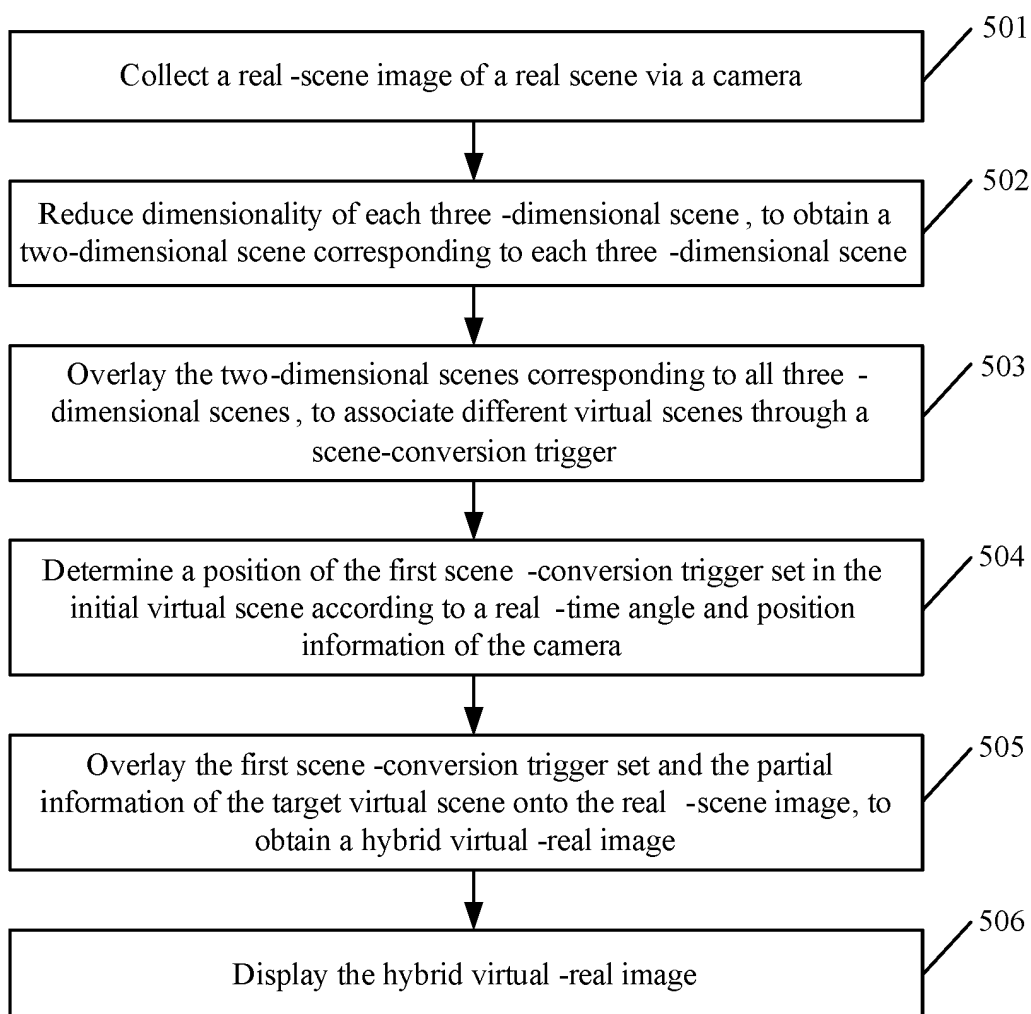 501
Collect a real -scene image of a real scene via a camera
502
Reduce dimensionality of each three -dimensional scene, to obtain a
two-dimensional scene corresponding to each three -dimensional scene
503
Overlay the two-dimensional scenes corresponding to all three -
dimensional scenes, to associate different virtual scenes through a
scene-conversion trigger
504
Determine a position of the first scene -conversion trigger set in the
initial virtual scene according to a real -time angle and position
information of the camera
505
Overlay the first scene -conversion trigger set and the partial
information of the target virtual scene onto the real -scene image, to
obtain a hybrid virtual -real image
506
Display the hybrid virtual -real image